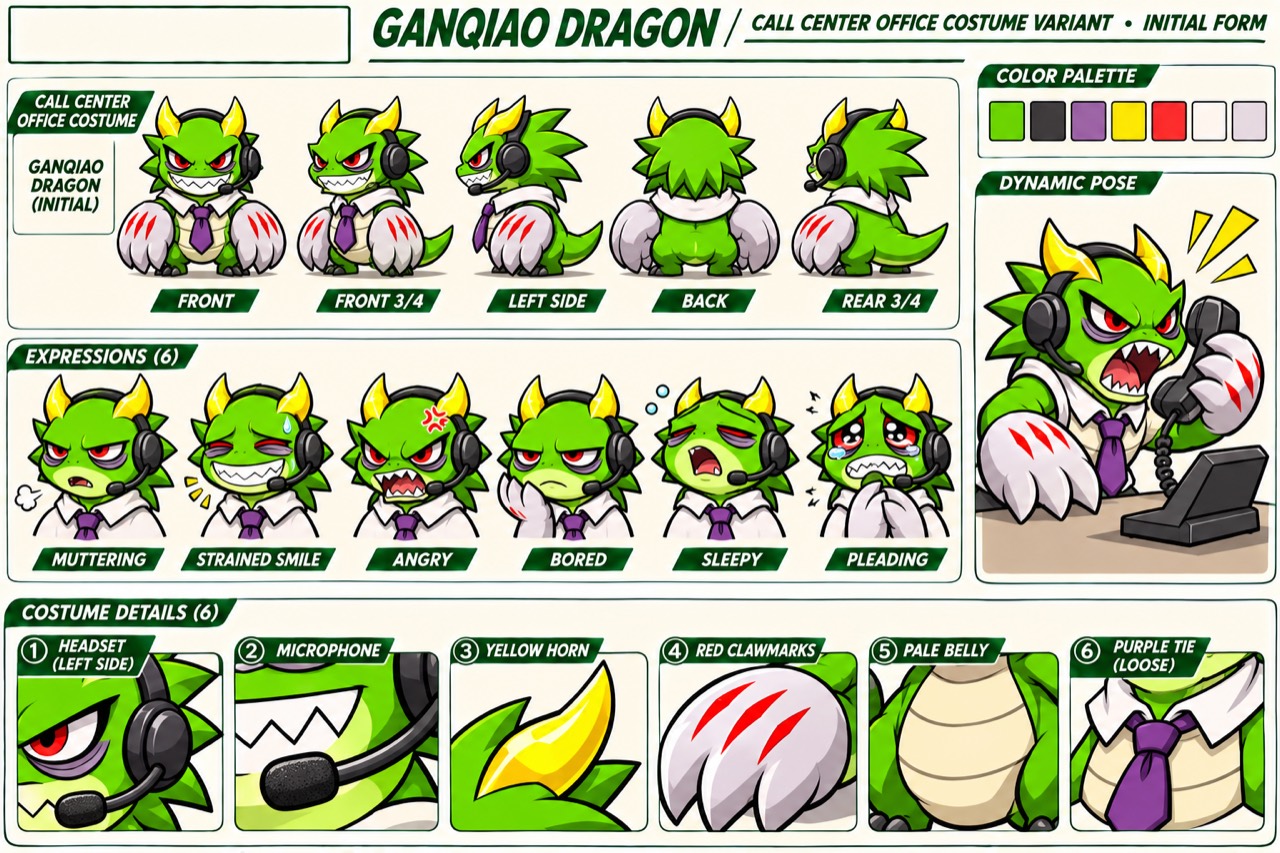 GANQIAO DRAGON / CALL CENTER OFFICE COSTUME VARIANT • INITIAL FORM
CALL CENTER
OFFICE COSTUME
GANQIAO
DRAGON
(INITIAL)
FRONT
FRONT 3/4
LEFT SIDE
BACK
REAR 3/4
COLOR PALETTE
DYNAMIC POSE
EXPRESSIONS (6)
MUTTERING
STRAINED SMILE
ANGRY
BORED
SLEEPY
PLEADING
COSTUME DETAILS (6)
1 HEADSET
(LEFT SIDE)
2 MICROPHONE
3 YELLOW HORN
4 RED CLAWMARKS
5 PALE BELLY
6 PURPLE TIE
(LOOSE)